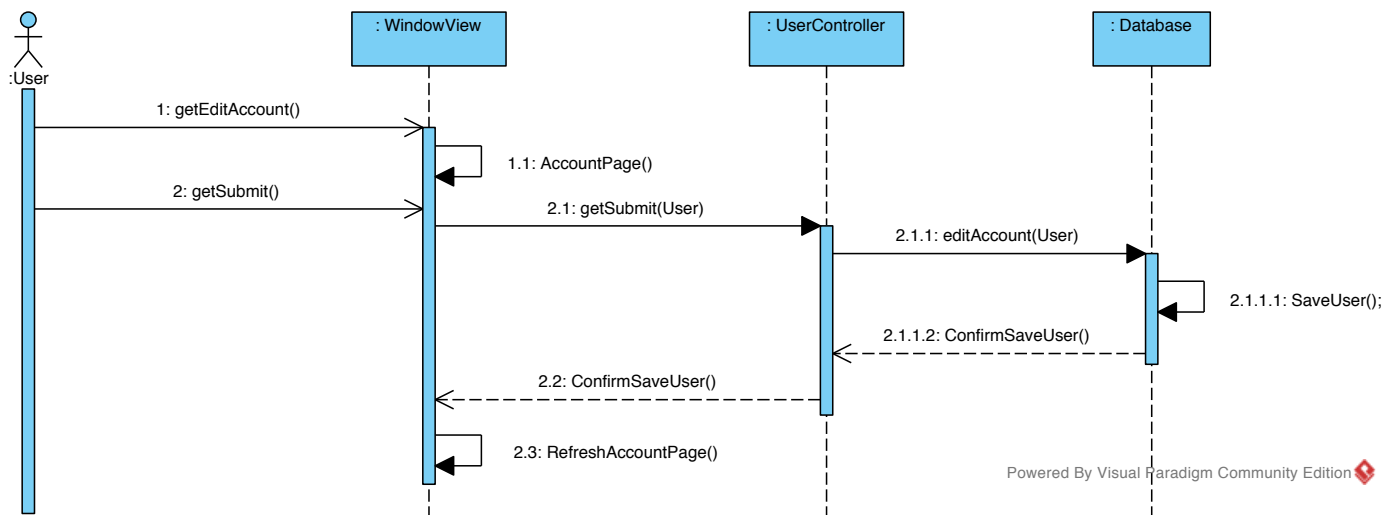 : WindowView
: UserController
: Database
:User
1: getEditAccount()
1.1: AccountPage()
2: getSubmit()
2.1: getSubmit(User)
2.1.1: editAccount(User)
2.1.1.1: SaveUser();
2.1.1.2: ConfirmSaveUser()
2.2: ConfirmSaveUser()
2.3: RefreshAccountPage()
Powered By Visual Paradigm Community Edition